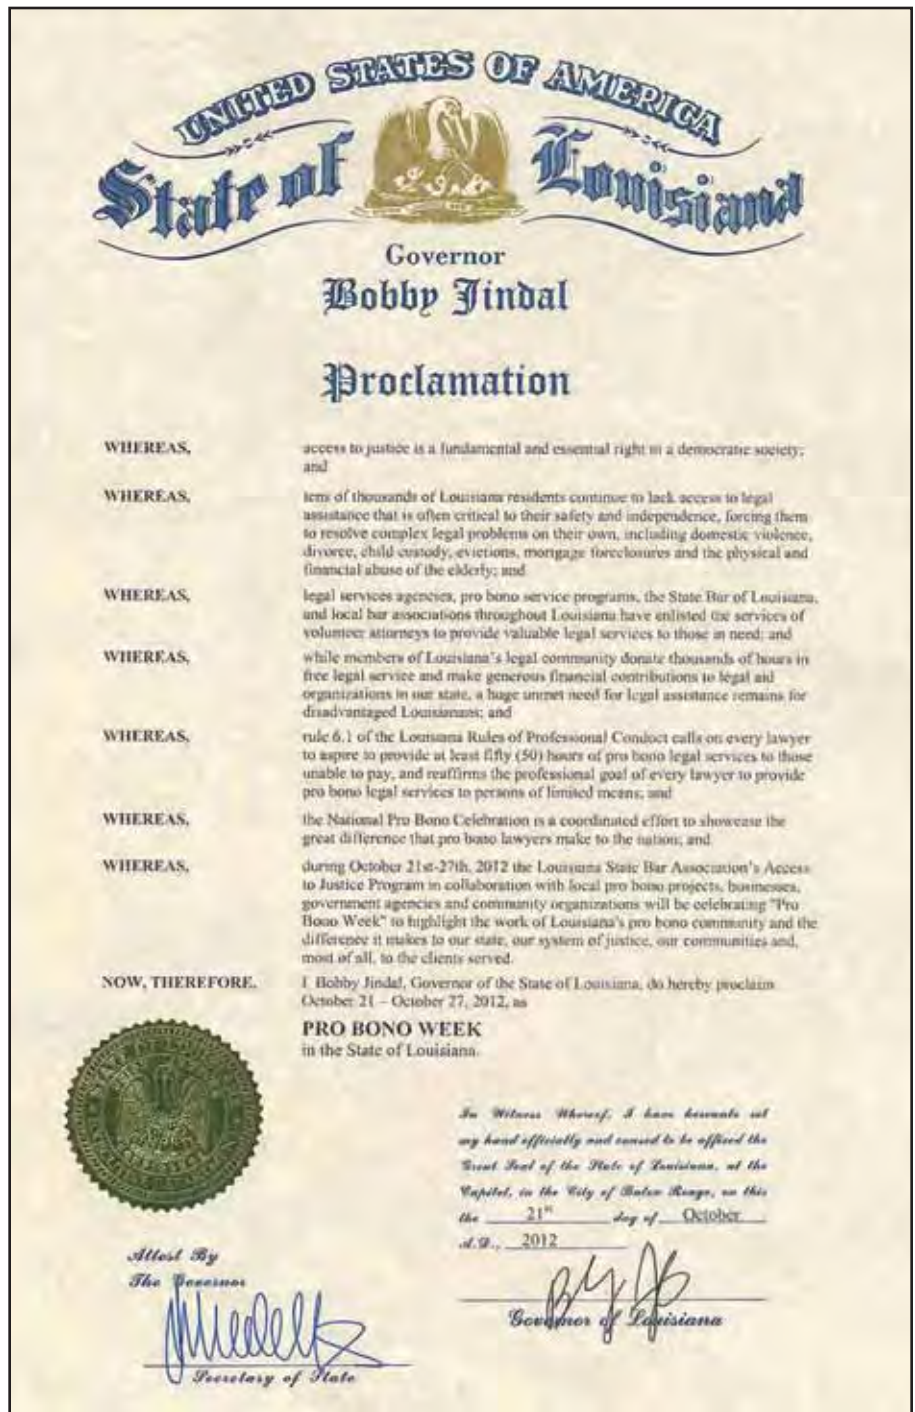 UNITED STATES OF AMERICA
State of Louisiana
Governor
Bobby Jindal
Proclamation
WHEREAS, access to justice is a fundamental and essential right in a democratic society;
and
WHEREAS, tens of thousands of Louisiana residents continue to lack access to legal
assistance that is often critical to their safety and independence, forcing them
to resolve complex legal problems on their own, including domestic violence,
divorce, child custody, evictions, mortgage foreclosures and the physical and
financial abuse of the elderly; and
WHEREAS, legal services agencies, pro bono service programs, the State Bar of Louisiana,
and local bar associations throughout Louisiana have enlisted the services of
volunteer attorneys to provide valuable legal services to those in need; and
WHEREAS, while members of Louisiana's legal community donate thousands of hours in
free legal service and make generous financial contributions to legal aid
organizations in our state, a huge unmet need for legal assistance remains for
disadvantaged Louisianans; and
WHEREAS, rule 6.1 of the Louisiana Rules of Professional Conduct calls on every lawyer
to aspire to provide at least fifty (50) hours of pro bono legal services to those
unable to pay, and reaffirms the professional goal of every lawyer to provide
pro bono legal services to persons of limited means; and
WHEREAS, the National Pro Bono Celebration is a coordinated effort to showcase the
great difference that pro bono lawyers make to the nation; and
WHEREAS, during October 21st-27th, 2012 the Louisiana State Bar Association's Access
to Justice Program in collaboration with local pro bono projects, businesses,
government agencies and community organizations will be celebrating "Pro
Bono Week" to highlight the work of Louisiana's pro bono community and the
difference it makes to our state, our system of justice, our communities and,
most of all, to the clients served.
NOW, THEREFORE, I, Bobby Jindal, Governor of the State of Louisiana, do hereby proclaim
October 21 – October 27, 2012, as
PRO BONO WEEK
in the State of Louisiana.
In Witness Whereof, I have hereunto set
my hand officially and caused to be affixed the
Great Seal of the State of Louisiana, at the
Capitol, in the City of Baton Rouge, on this
the 21st day of October
A.D., 2012
Governor of Louisiana
Attest By
The Governor
Secretary of State